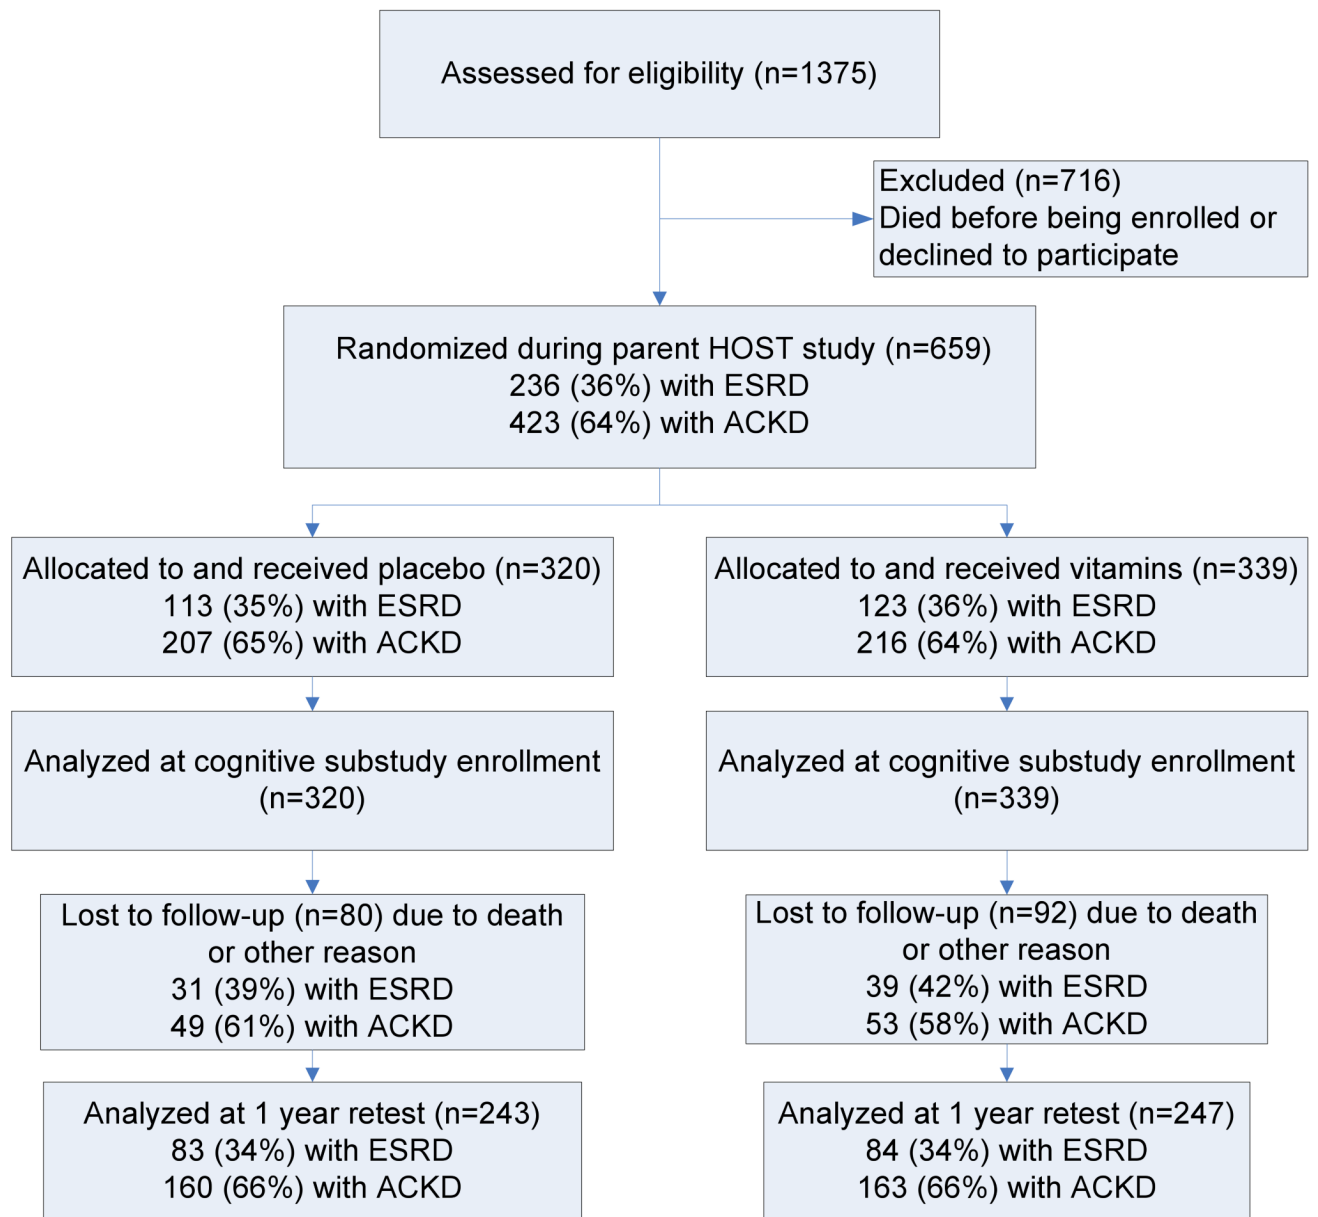 Assessed for eligibility (n=1375)
Excluded (n=716)
Died before being enrolled or
declined to participate
Randomized during parent HOST study (n=659)
236 (36%) with ESRD
423 (64%) with ACKD
Allocated to and received placebo (n=320)
113 (35%) with ESRD
207 (65%) with ACKD
Allocated to and received vitamins (n=339)
123 (36%) with ESRD
216 (64%) with ACKD
Analyzed at cognitive substudy enrollment
(n=320)
Analyzed at cognitive substudy enrollment
(n=339)
Lost to follow-up (n=80) due to death
or other reason
31 (39%) with ESRD
49 (61%) with ACKD
Lost to follow-up (n=92) due to death
or other reason
39 (42%) with ESRD
53 (58%) with ACKD
Analyzed at 1 year retest (n=243)
83 (34%) with ESRD
160 (66%) with ACKD
Analyzed at 1 year retest (n=247)
84 (34%) with ESRD
163 (66%) with ACKD